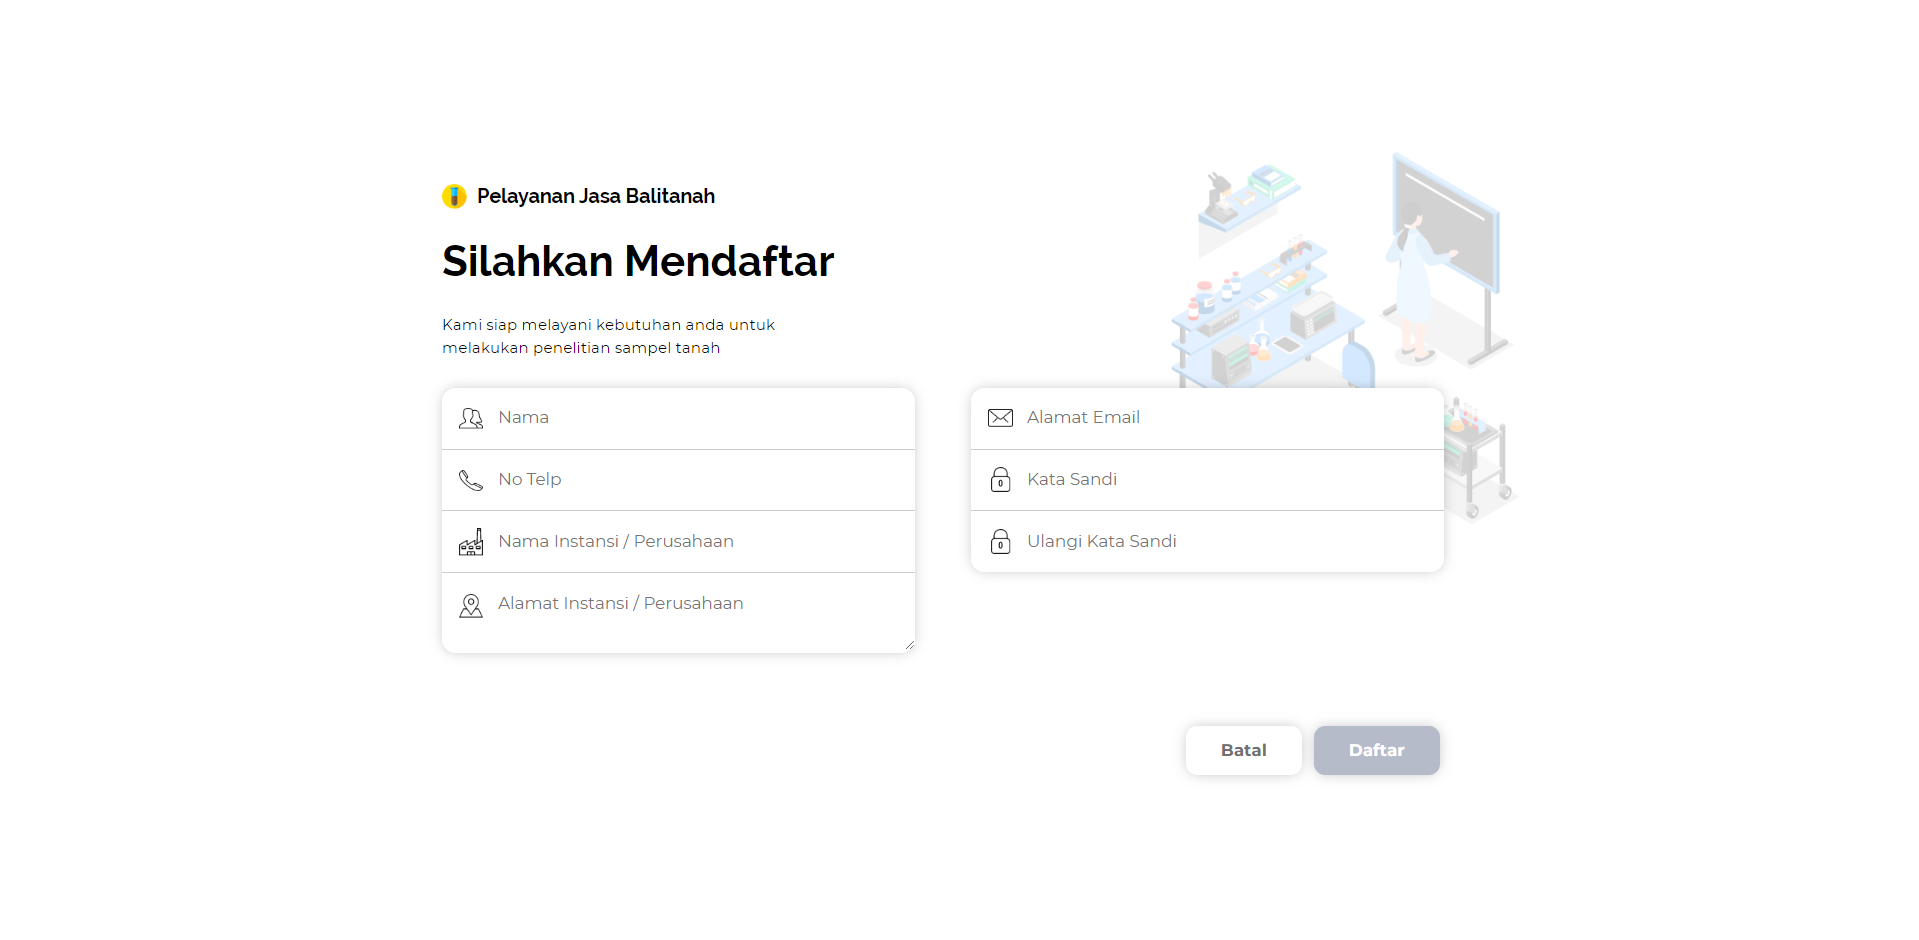 Pelayanan Jasa Balitanah
Silahkan Mendaftar
Kami siap melayani kebutuhan anda untuk
melakukan penelitian sampel tanah
Nama
No Telp
Nama Instansi / Perusahaan
Alamat Instansi / Perusahaan
Alamat Email
Kata Sandi
Ulangi Kata Sandi
Batal
Daftar